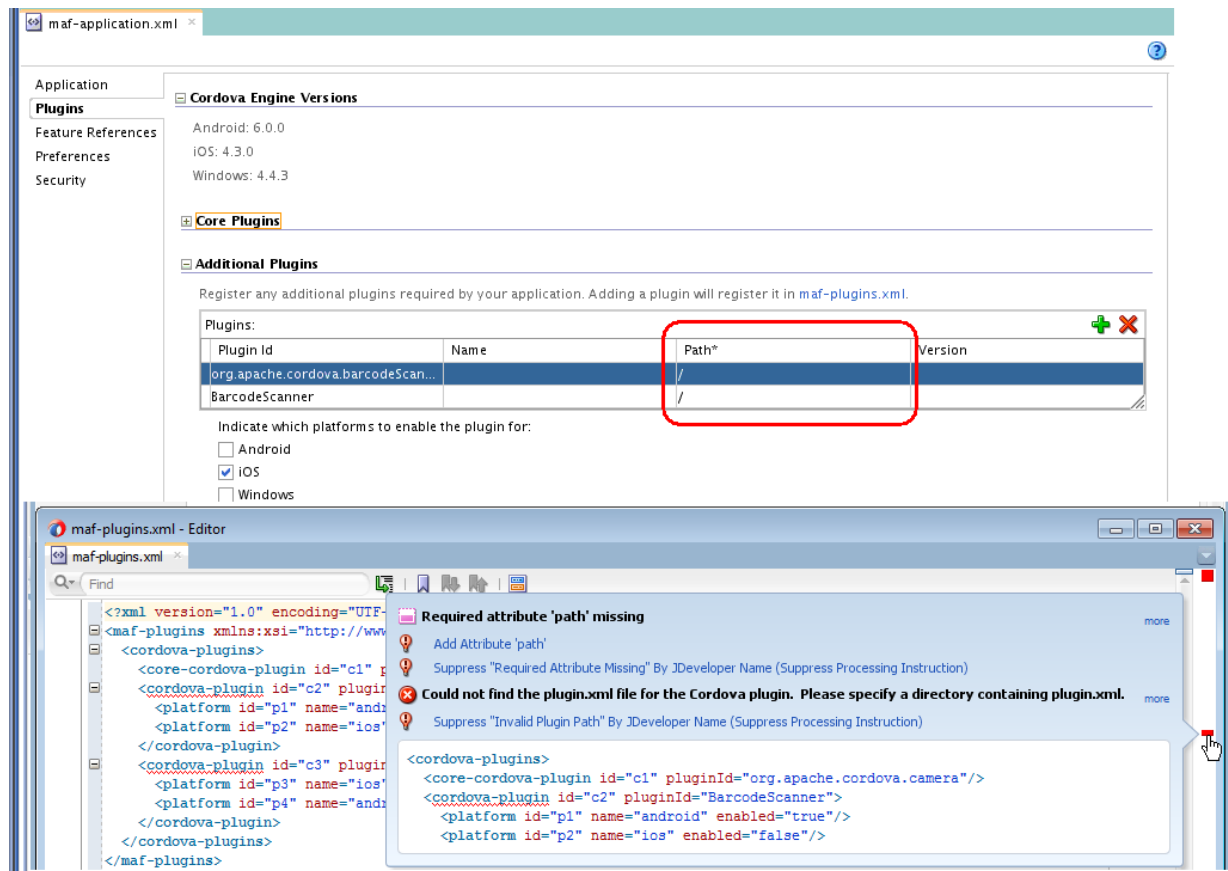 maf-application.xml
Application
Plugins
Feature References
Preferences
Security
Cordova Engine Versions
Android: 6.0.0
iOS: 4.3.0
Windows: 4.4.3
Core Plugins
Additional Plugins
Register any additional plugins required by your application. Adding a plugin will register it in maf-plugins.xml.
Plugins:
Plugin Id Name Path* Version
org.apache.cordova.barcodeScan... /
BarcodeScanner /
Indicate which platforms to enable the plugin for:
Android
iOS
Windows
maf-plugins.xml - Editor
maf-plugins.xml
Find
<?xml version="1.0" encoding="UTF-
<maf-plugins xmlns:xsi="http://www
<cordova-plugins>
<core-cordova-plugin id="c1" p
<cordova-plugin id="c2" plugin
<platform id="p1" name="andr
<platform id="p2" name="ios"
</cordova-plugin>
<cordova-plugin id="c3" plugin
<platform id="p3" name="ios"
<platform id="p4" name="andr
</cordova-plugin>
</cordova-plugins>
</maf-plugins>
Required attribute 'path' missing more
Add Attribute 'path'
Suppress "Required Attribute Missing" By JDeveloper Name (Suppress Processing Instruction)
Could not find the plugin.xml file for the Cordova plugin. Please specify a directory containing plugin.xml. more
Suppress "Invalid Plugin Path" By JDeveloper Name (Suppress Processing Instruction)
<cordova-plugins>
<core-cordova-plugin id="c1" pluginId="org.apache.cordova.camera"/>
<cordova-plugin id="c2" pluginId="BarcodeScanner">
<platform id="p1" name="android" enabled="true"/>
<platform id="p2" name="ios" enabled="false"/>